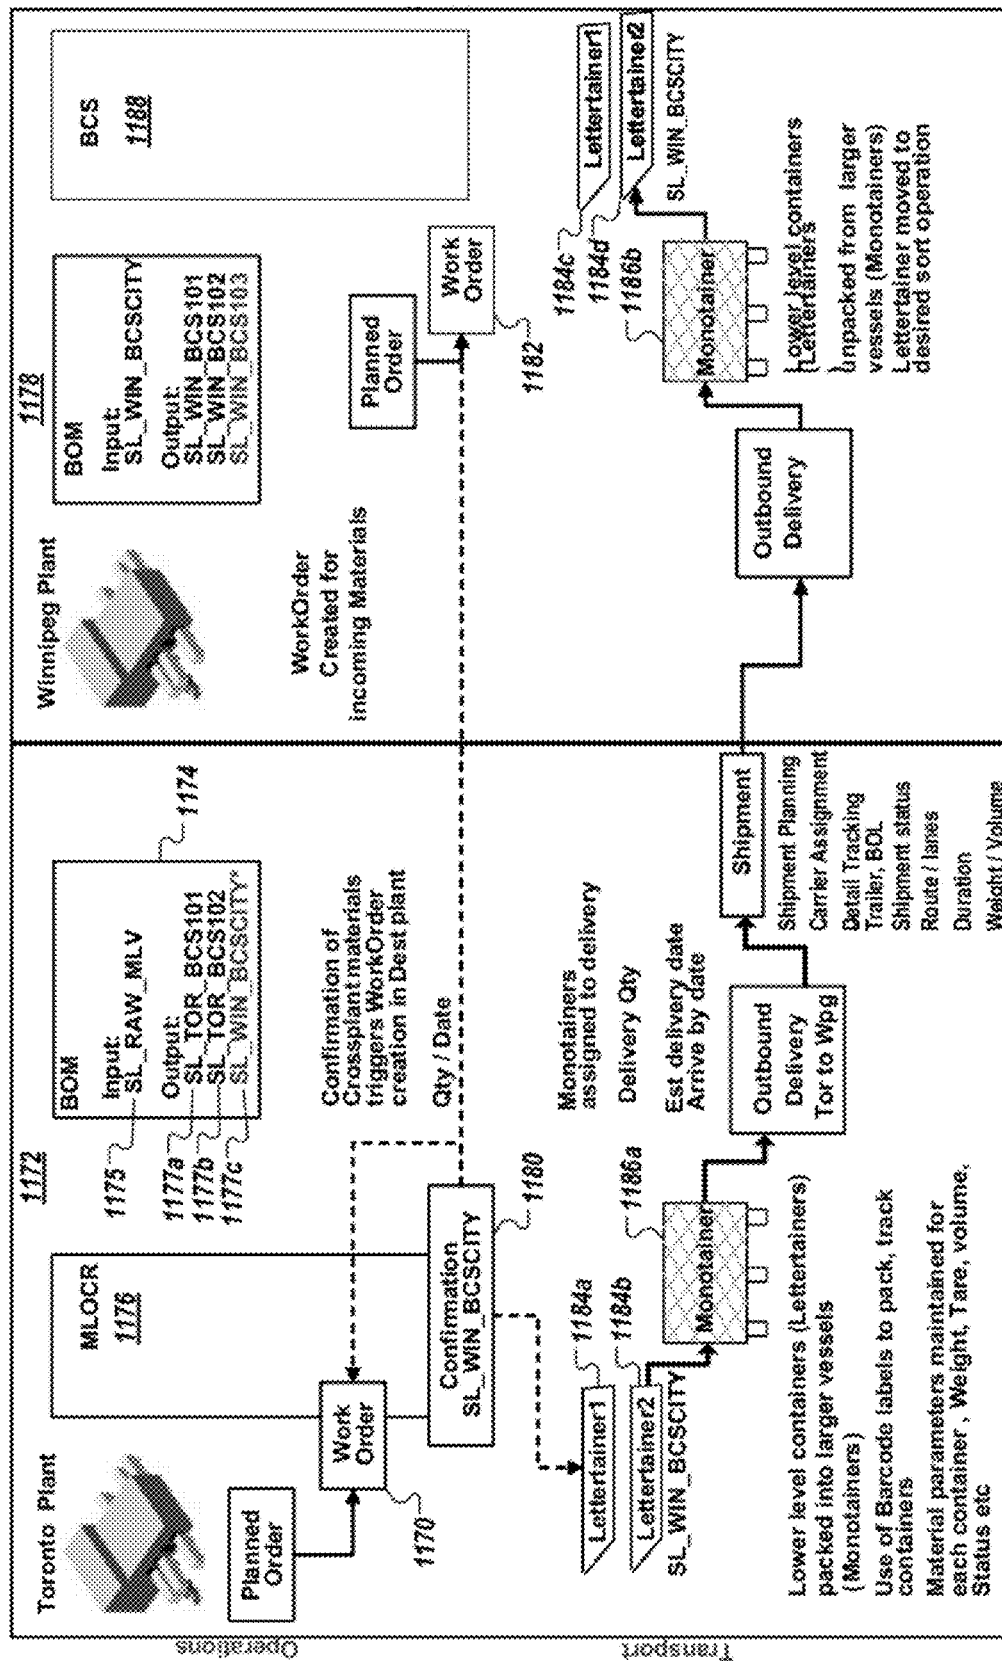 Operations
Transport
Toronto Plant
1172
Planned
Order
Work
Order
1170
MLOCR
1176
Confirmation
SL_WIN_BCSCITY
1180
BOM
Input:
SL_RAW_MLV
Output:
SL_TOR_BCS101
SL_TOR_BCS102
SL_WIN_BCSCITY*
1174
1175
1177a
1177b
1177c
Confirmation of
Crossplant materials
triggers WorkOrder
creation in Dest plant
Qty / Date
Lettertainer1
1184a
Lettertainer2
1184b
SL_WIN_BCSCITY
Monotainer
1186a
Monotainers
assigned to delivery
Delivery Qty
Est delivery date
Arrive by date
Outbound
Delivery
Tor to Wpg
Shipment
Shipment Planning
Carrier Assignment
Detail Tracking
Trailer, BOL
Shipment status
Route / lanes
Duration
Weight / Volume
Lower level containers (Lettertainers)
packed into larger vessels
(Monotainers)
Use of Barcode labels to pack, track
containers
Material parameters maintained for
each container , Weight, Tare, volume,
Status etc
Winnipeg Plant
1178
BOM
Input:
SL_WIN_BCSCITY
Output:
SL_WIN_BCS101
SL_WIN_BCS102
SL_WIN_BCS103
BCS
1188
WorkOrder
Created for
incoming Materials
Planned
Order
Work
Order
1182
Outbound
Delivery
Monotainer
1186b
Lettertainer1
1184c
Lettertainer2
1184d
SL_WIN_BCSCITY
Lower level containers
(Lettertainers
Unpacked from larger
vessels (Monotainers)
Lettertainer moved to
desired sort operation